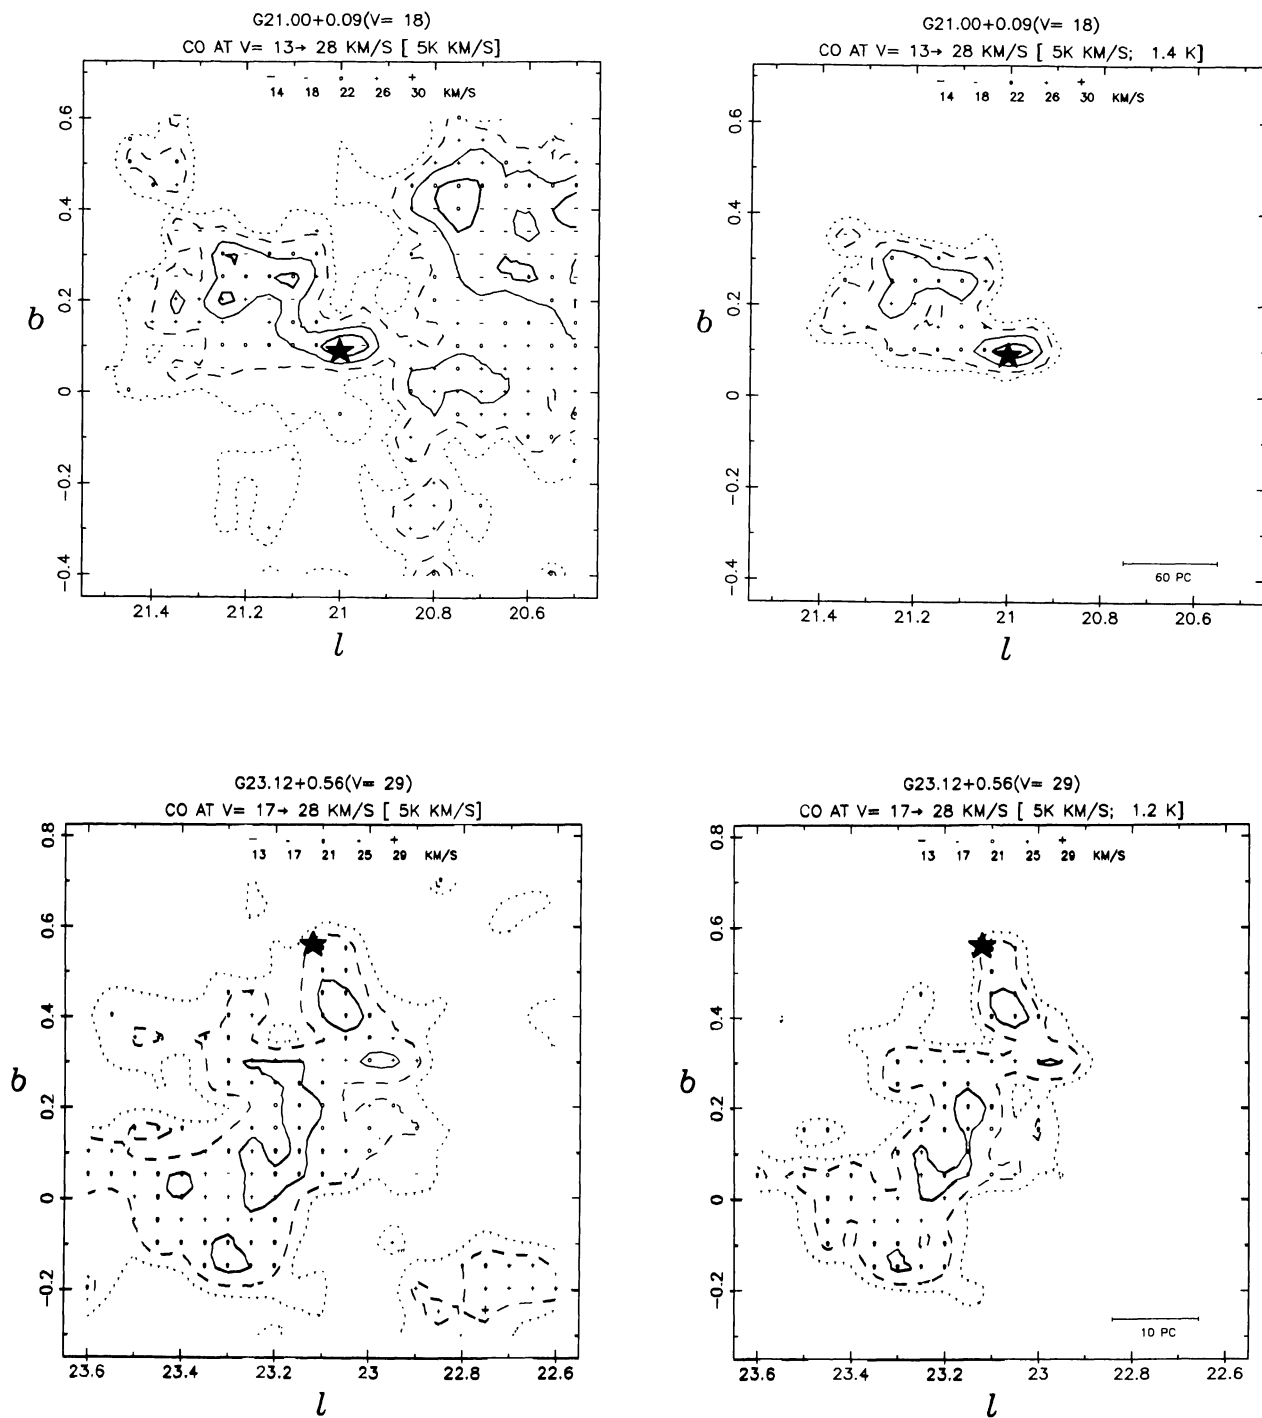 G21.00+0.09(V= 18)
CO AT V= 13→ 28 KM/S [ 5K KM/S]
14 18 22 26 30 KM/S
0.6
0.4
0.2
0
−0.2
−0.4
b
21.4 21.2 21 20.8 20.6
l
G21.00+0.09(V= 18)
CO AT V= 13→ 28 KM/S [ 5K KM/S; 1.4 K]
14 18 22 26 30 KM/S
0.6
0.4
0.2
0
−0.2
−0.4
b
60 PC
21.4 21.2 21 20.8 20.6
l
G23.12+0.56(V= 29)
CO AT V= 17→ 28 KM/S [ 5K KM/S]
13 17 21 25 29 KM/S
0.8
0.6
0.4
0.2
0
−0.2
b
23.6 23.4 23.2 23 22.8 22.6
l
G23.12+0.56(V= 29)
CO AT V= 17→ 28 KM/S [ 5K KM/S; 1.2 K]
13 17 21 25 29 KM/S
0.8
0.6
0.4
0.2
0
−0.2
b
10 PC
23.6 23.4 23.2 23 22.8 22.6
l